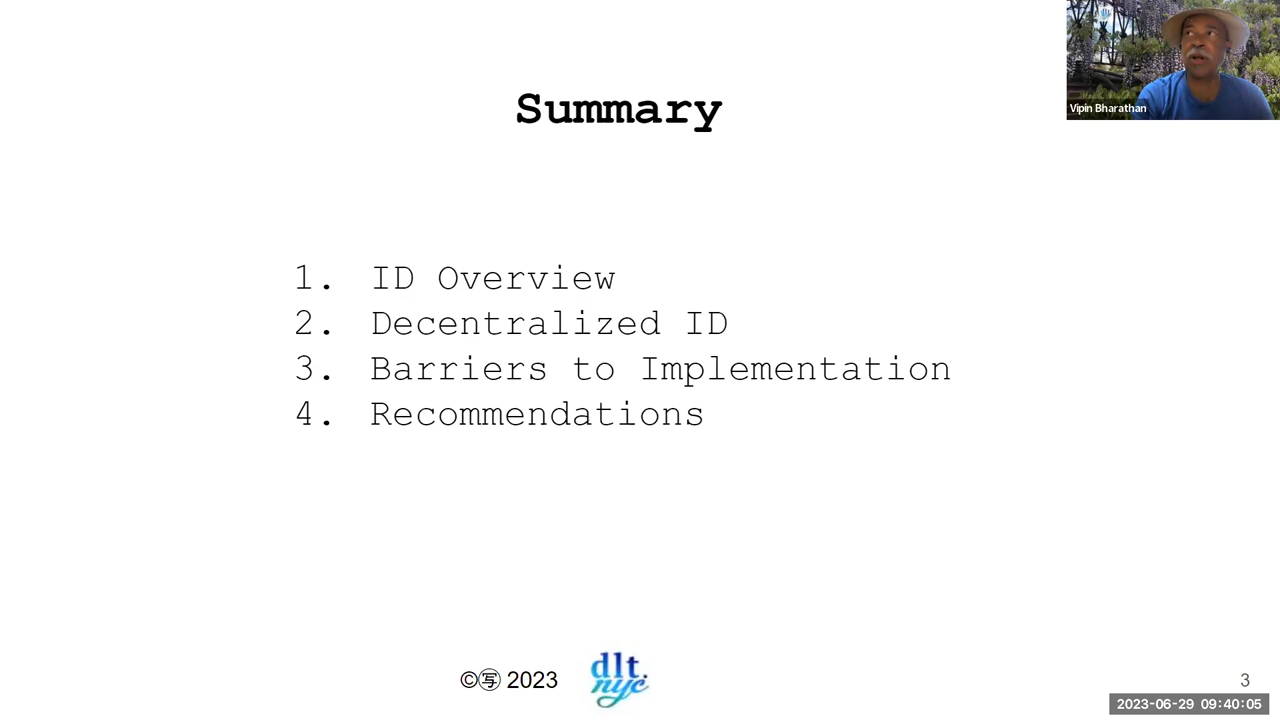 Summary
Vipin Bharathan
1. ID Overview
2. Decentralized ID
3. Barriers to Implementation
4. Recommendations
©㊢ 2023
dlt.
nyc
3
2023-06-29 09:40:05